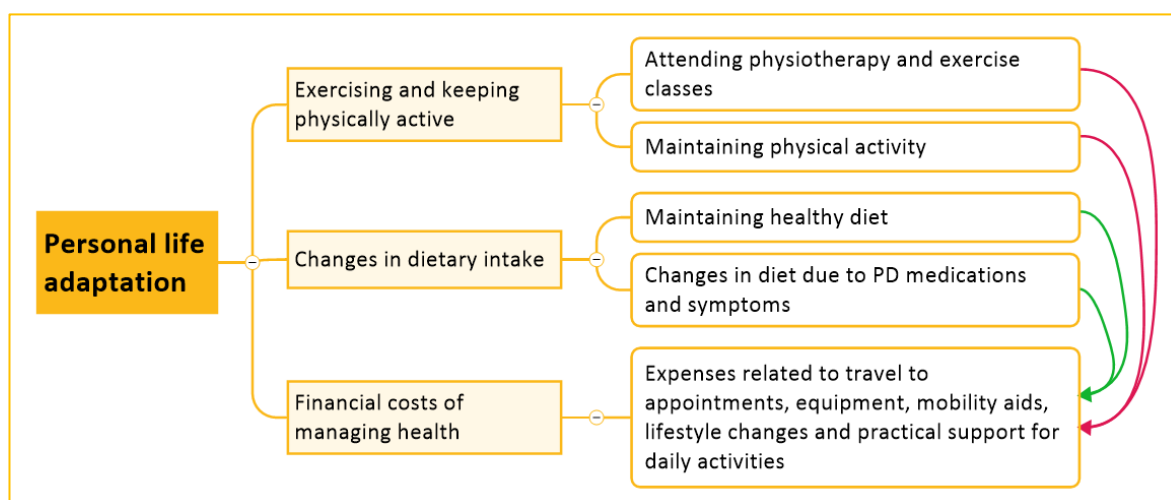 Attending physiotherapy and exercise
classes
Exercising and keeping
physically active
Maintaining physical activity
Maintaining healthy diet
Personal life
adaptation
Changes in dietary intake
Changes in diet due to PD medications
and symptoms
Expenses related to travel to
appointments, equipment, mobility aids,
lifestyle changes and practical support for
daily activities
Financial costs of
managing health